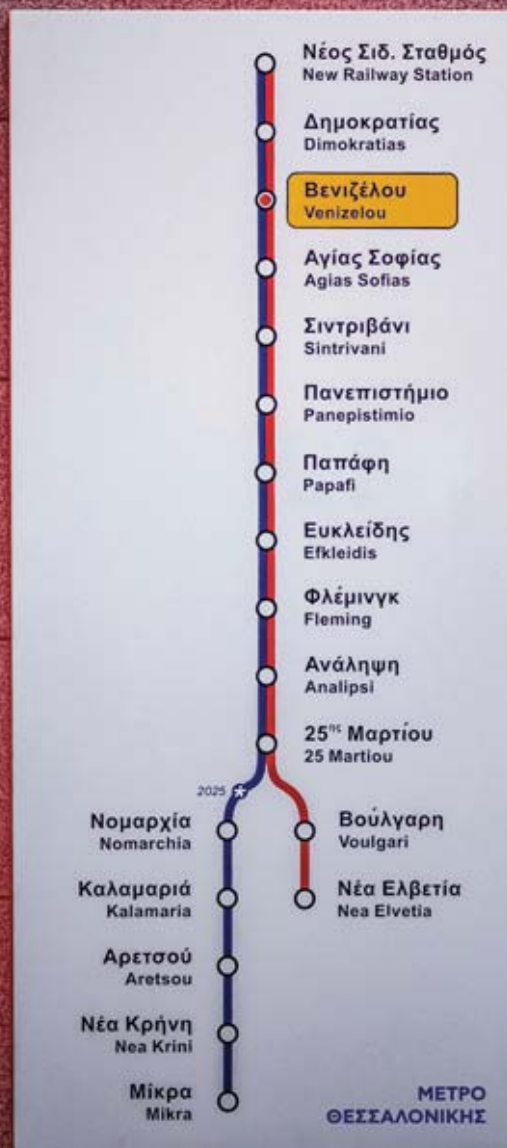 Νέος Σιδ. Σταθμός
New Railway Station
Δημοκρατίας
Dimokratias
Βενιζέλου
Venizelou
Αγίας Σοφίας
Agias Sofias
Σιντριβάνι
Sintrivani
Πανεπιστήμιο
Panepistimio
Παπάφη
Papafi
Ευκλείδης
Efkleidis
Φλέμινγκ
Fleming
Ανάληψη
Analipsi
25ης Μαρτίου
25 Martiou
2025 *
Νομαρχία
Nomarchia
Βούλγαρη
Voulgari
Καλαμαριά
Kalamaria
Νέα Ελβετία
Nea Elvetia
Αρετσού
Aretsou
Νέα Κρήνη
Nea Krini
Μίκρα
Mikra
ΜΕΤΡΟ
ΘΕΣΣΑΛΟΝΙΚΗΣ